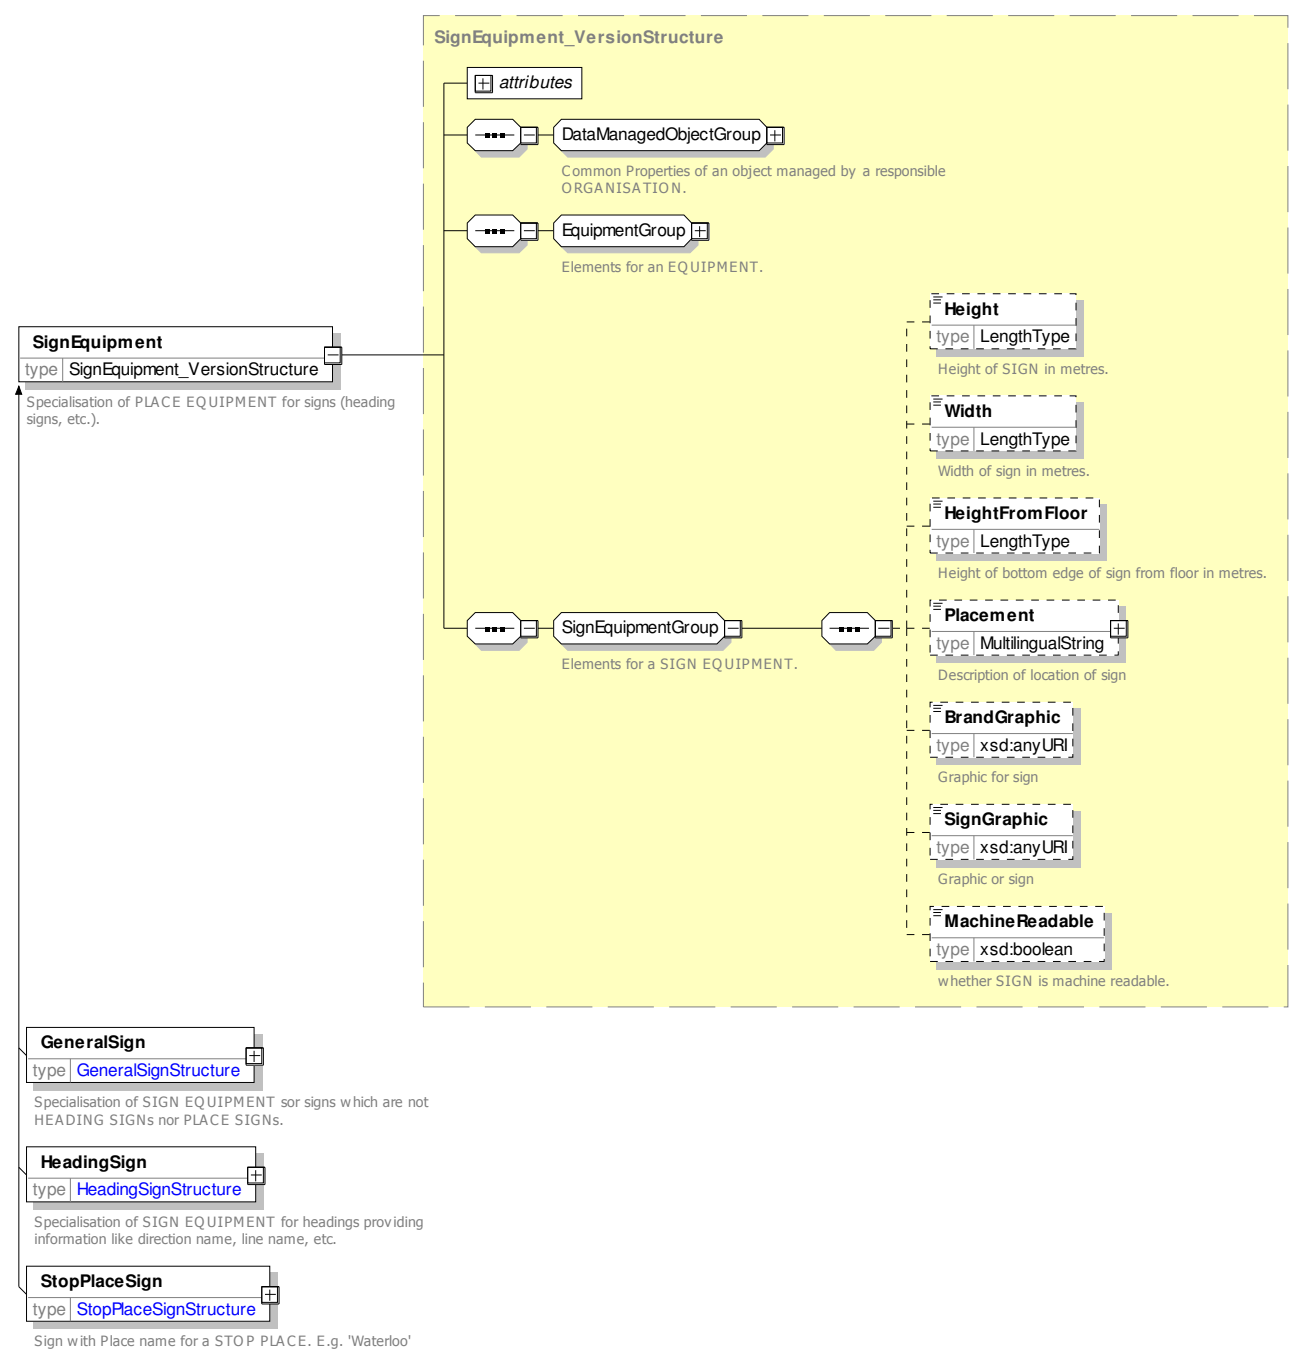 SignEquipment_VersionStructure
attributes
DataManagedObjectGroup
Common Properties of an object managed by a responsible
ORGANISATION.
EquipmentGroup
Elements for an EQUIPMENT.
SignEquipment
type SignEquipment_VersionStructure
Specialisation of PLACE EQUIPMENT for signs (heading
signs, etc.).
SignEquipmentGroup
Elements for a SIGN EQUIPMENT.
Height
type LengthType
Height of SIGN in metres.
Width
type LengthType
Width of sign in metres.
HeightFromFloor
type LengthType
Height of bottom edge of sign from floor in metres.
Placement
type MultilingualString
Description of location of sign
BrandGraphic
type xsd:anyURI
Graphic for sign
SignGraphic
type xsd:anyURI
Graphic or sign
MachineReadable
type xsd:boolean
whether SIGN is machine readable.
GeneralSign
type GeneralSignStructure
Specialisation of SIGN EQUIPMENT sor signs which are not
HEADING SIGNs nor PLACE SIGNs.
HeadingSign
type HeadingSignStructure
Specialisation of SIGN EQUIPMENT for headings providing
information like direction name, line name, etc.
StopPlaceSign
type StopPlaceSignStructure
Sign with Place name for a STOP PLACE. E.g. 'Waterloo'